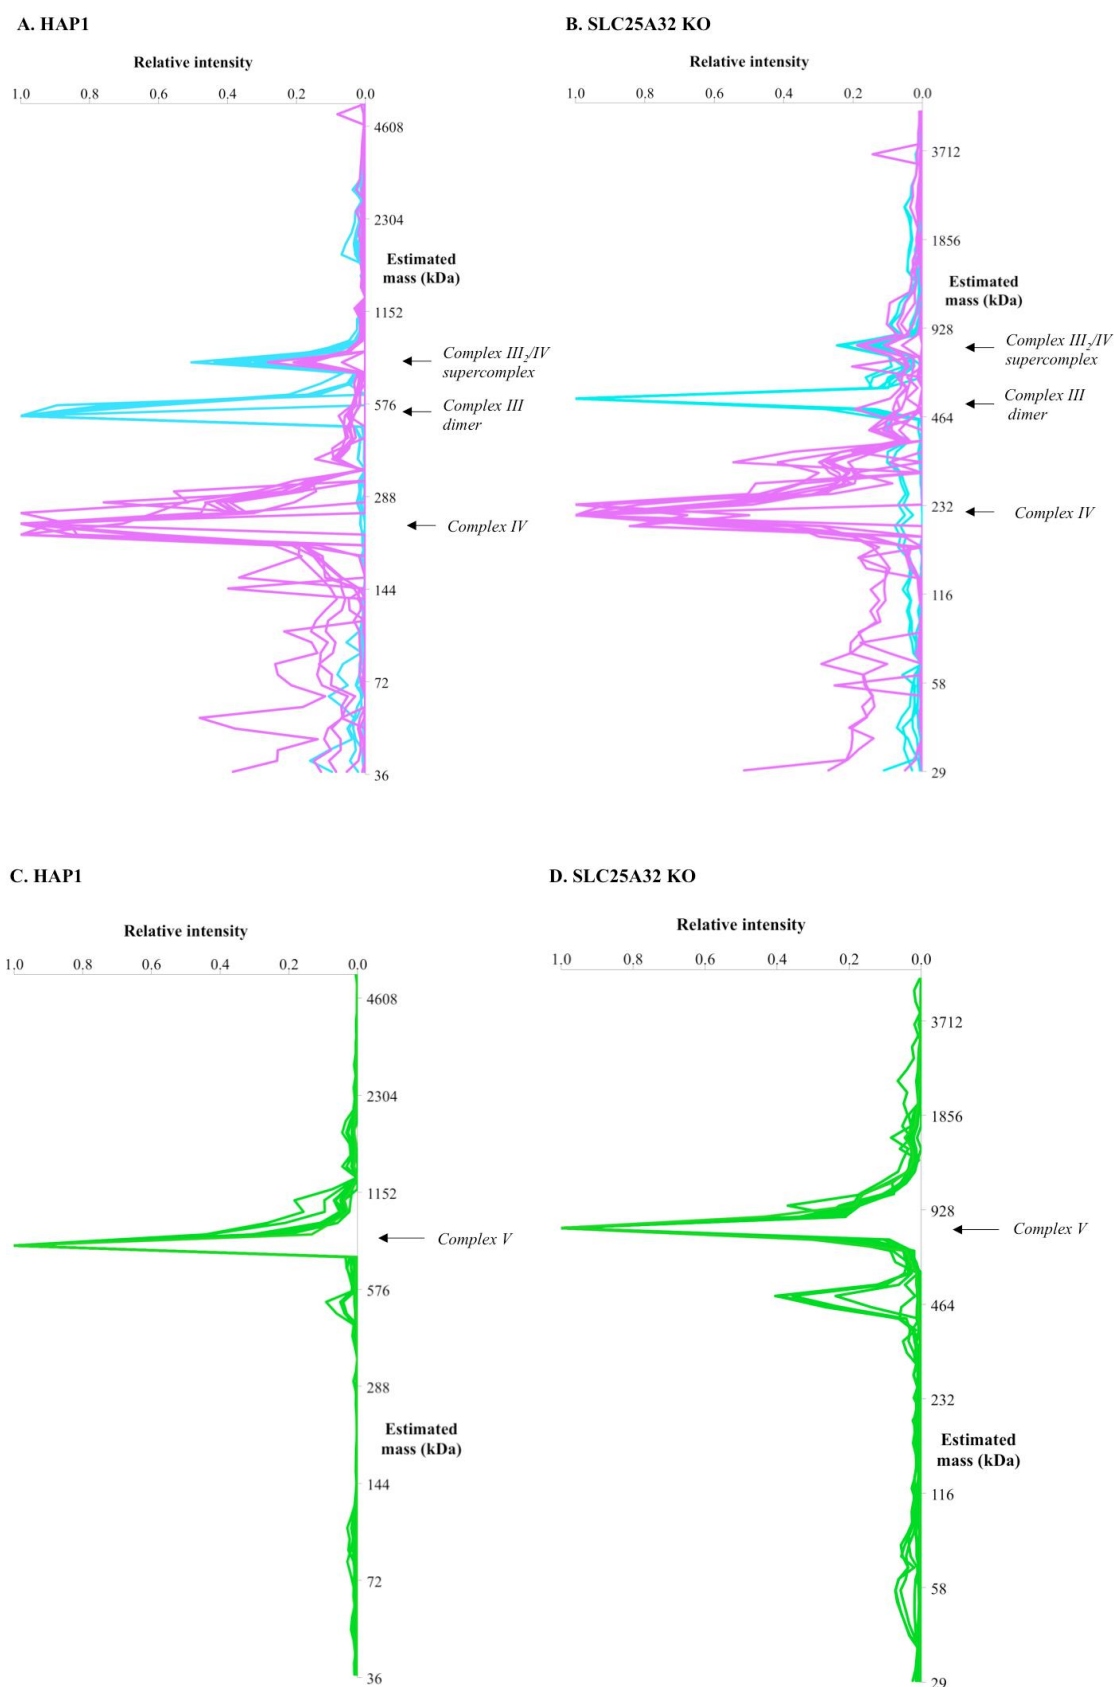 A. HAP1
Relative intensity
1.0 0.8 0.6 0.4 0.2 0.0
4608
2304
Estimated
mass (kDa)
1152
Complex III₂/IV
supercomplex
576
Complex III
dimer
288
Complex IV
144
72
36
B. SLC25A32 KO
Relative intensity
1.0 0.8 0.6 0.4 0.2 0.0
3712
1856
Estimated
mass (kDa)
928
Complex III₂/IV
supercomplex
Complex III
dimer
464
232
Complex IV
116
58
29
C. HAP1
Relative intensity
1.0 0.8 0.6 0.4 0.2 0.0
4608
2304
1152
Complex V
576
288
Estimated
mass (kDa)
144
72
36
D. SLC25A32 KO
Relative intensity
1.0 0.8 0.6 0.4 0.2 0.0
3712
1856
928
Complex V
464
232
Estimated
mass (kDa)
116
58
29